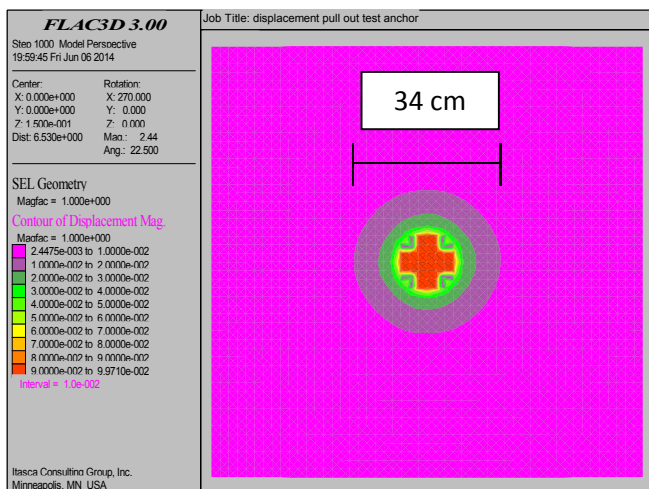 FLAC3D 3.00
Step 1000 Model Perspective
19:59:45 Fri Jun 06 2014
Center:
X: 0.000e+000
Y: 0.000e+000
Z: 1.500e-001
Dist: 6.530e+000
Rotation:
X: 270.000
Y: 0.000
Z: 0.000
Mag.: 2.44
Ang.: 22.500
SEL Geometry
Magfac = 1.000e+000
Contour of Displacement Mag.
Magfac = 1.000e+000
2.4475e-003 to 1.0000e-002
1.0000e-002 to 2.0000e-002
2.0000e-002 to 3.0000e-002
3.0000e-002 to 4.0000e-002
4.0000e-002 to 5.0000e-002
5.0000e-002 to 6.0000e-002
6.0000e-002 to 7.0000e-002
7.0000e-002 to 8.0000e-002
8.0000e-002 to 9.0000e-002
9.0000e-002 to 9.9710e-002
Interval = 1.0e-002
Itasca Consulting Group, Inc.
Minneapolis, MN USA
Job Title: displacement pull out test anchor
34 cm